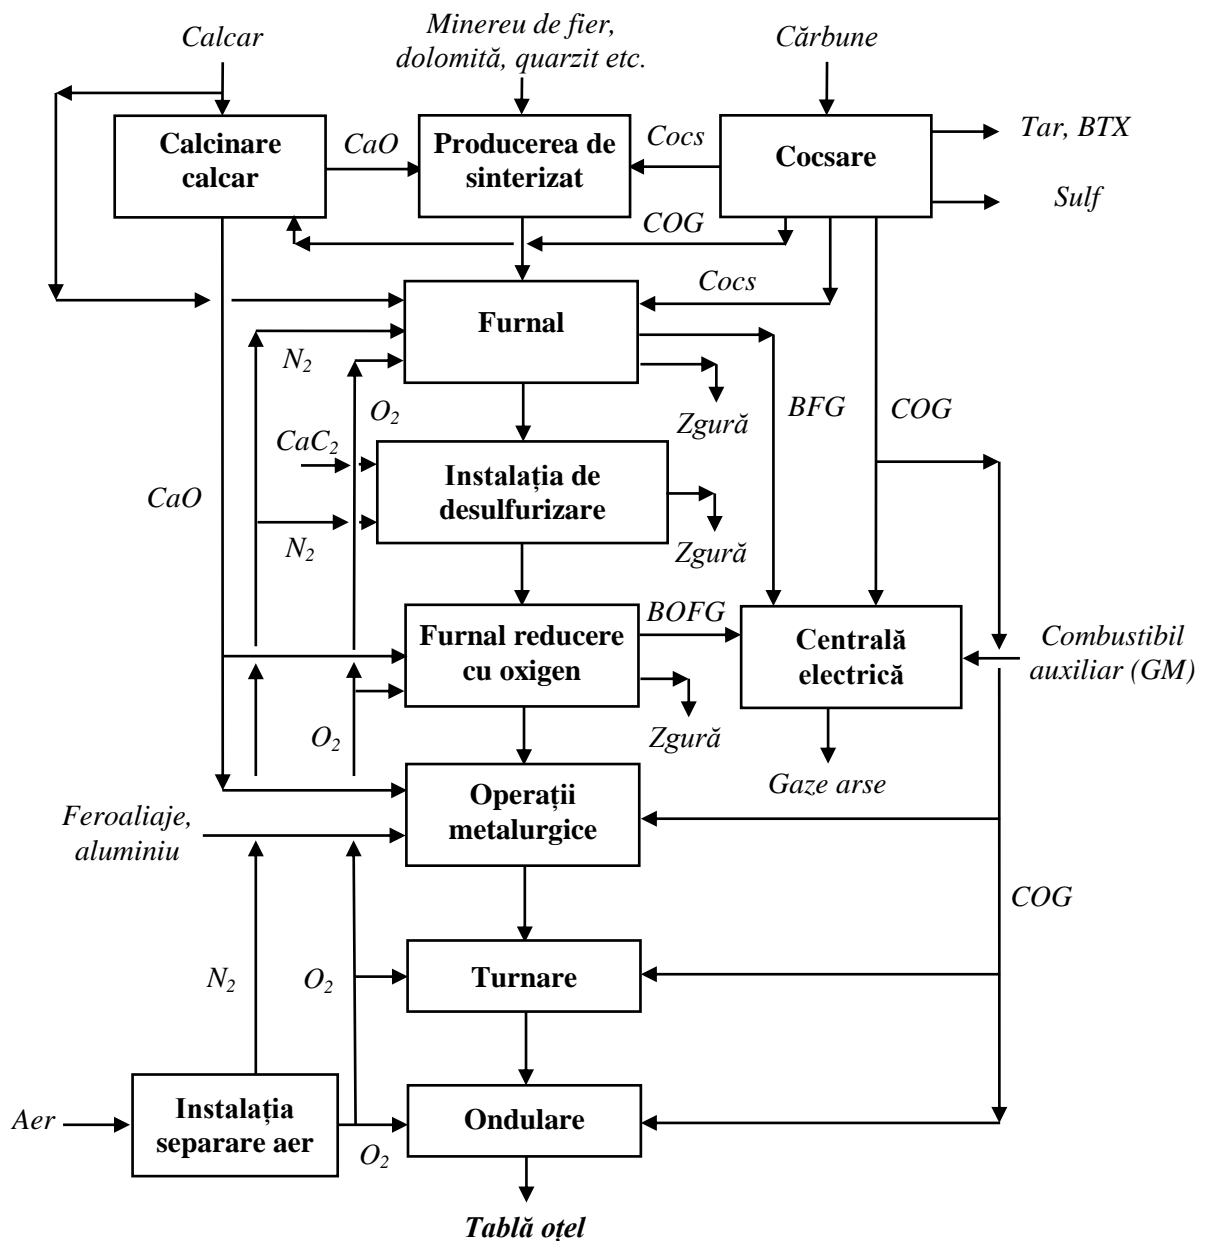 Calcar
Minereu de fier,
dolomită, quarzit etc.
Cărbune
Calcinare
calcar
CaO
Producerea de
sinterizat
Cocs
Cocsare
Tar, BTX
Sulf
COG
Cocs
Furnal
N2
O2
Zgură
BFG
COG
CaC2
Instalația de
desulfurizare
CaO
N2
Zgură
Furnal reducere
cu oxigen
BOFG
Centrală
electrică
Combustibil
auxiliar (GM)
O2
Zgură
Gaze arse
Operații
metalurgice
Feroaliaje,
aluminiu
COG
N2
O2
Turnare
Aer
Instalația
separare aer
O2
Ondulare
Tablă oțel